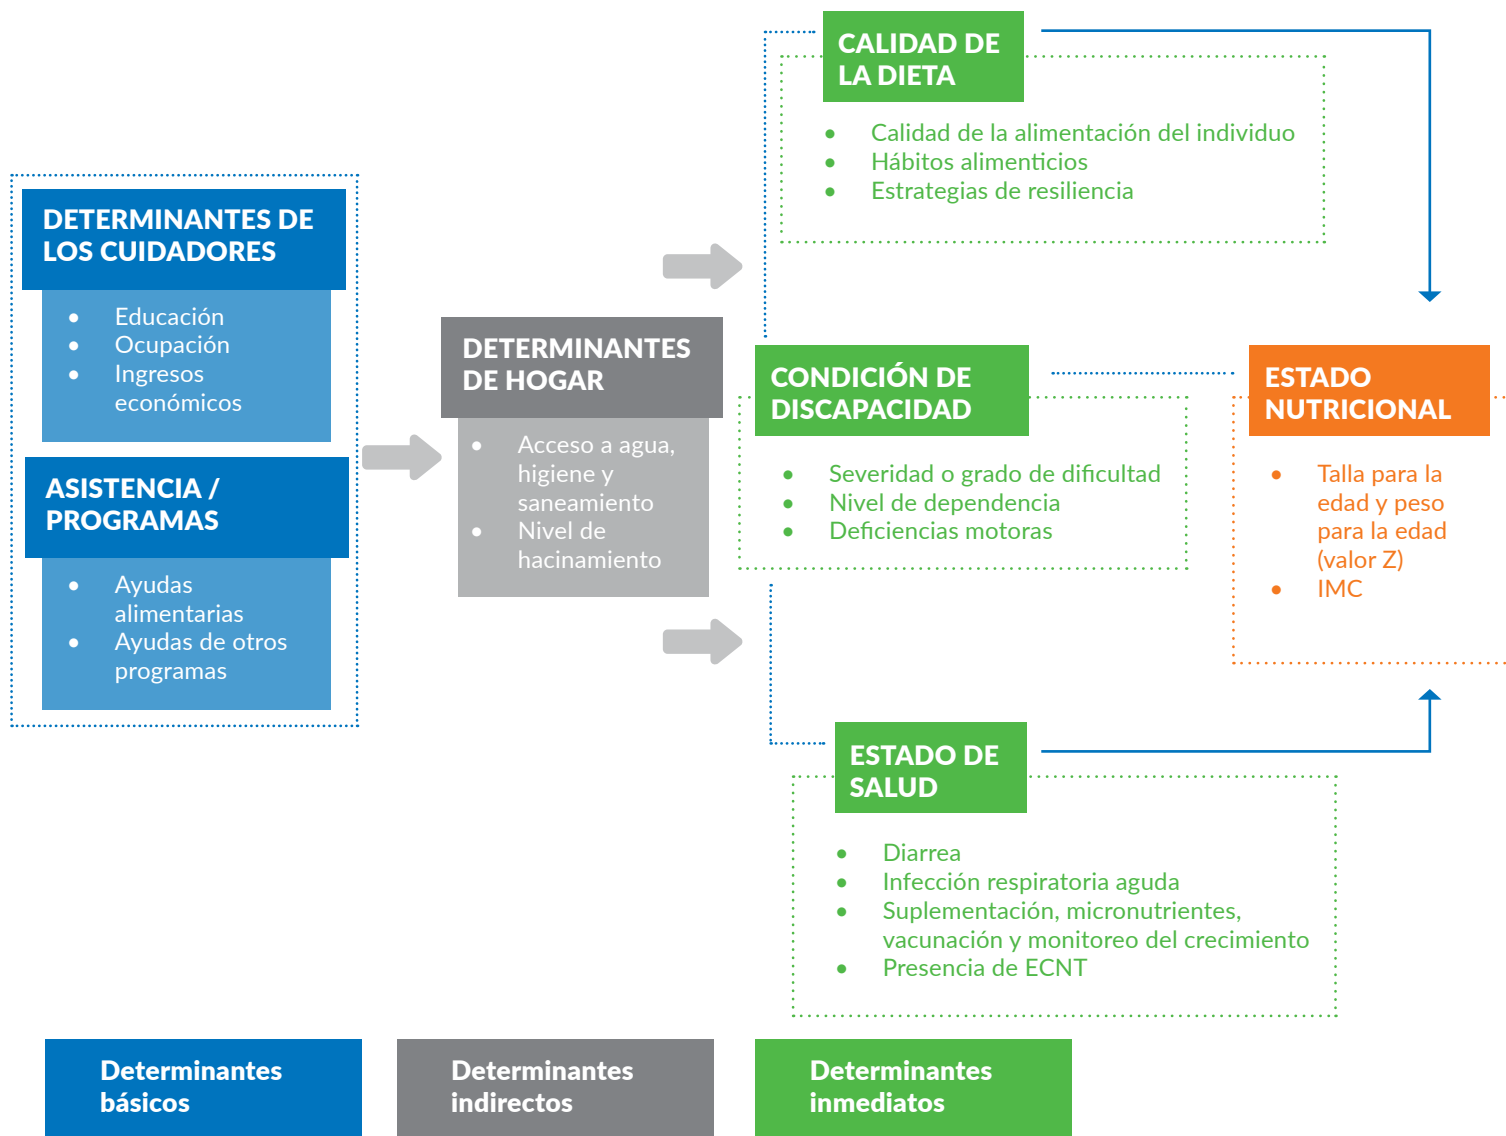 CALIDAD DE
LA DIETA
• Calidad de la alimentación del individuo
• Hábitos alimenticios
• Estrategias de resiliencia
DETERMINANTES DE
LOS CUIDADORES
• Educación
• Ocupación
• Ingresos
económicos
ASISTENCIA /
PROGRAMAS
• Ayudas
alimentarias
• Ayudas de otros
programas
DETERMINANTES
DE HOGAR
• Acceso a agua,
higiene y
saneamiento
• Nivel de
hacinamiento
CONDICIÓN DE
DISCAPACIDAD
• Severidad o grado de dificultad
• Nivel de dependencia
• Deficiencias motoras
ESTADO
NUTRICIONAL
• Talla para la
edad y peso
para la edad
(valor Z)
• IMC
ESTADO DE
SALUD
• Diarrea
• Infección respiratoria aguda
• Suplementación, micronutrientes,
vacunación y monitoreo del crecimiento
• Presencia de ECNT
Determinantes
básicos
Determinantes
indirectos
Determinantes
inmediatos